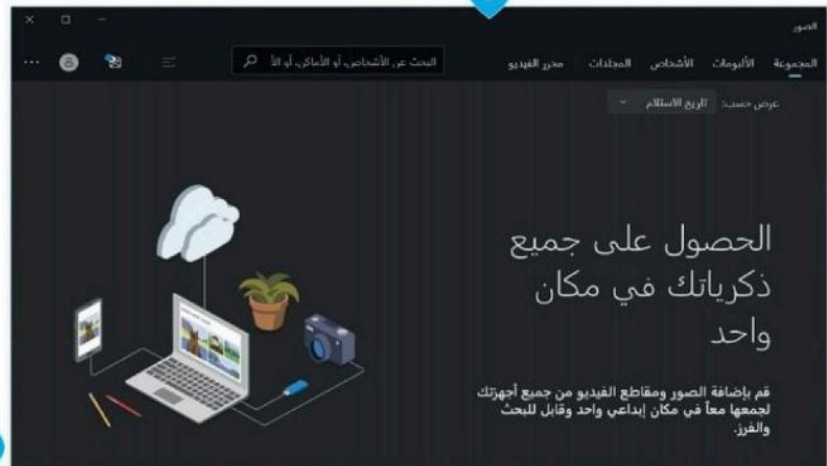 الصور
المجموعة الألبومات الأشخاص المجلدات محرر الفيديو البحث عن الأشخاص، أو الأماكن، أو الأ
عرض حسب: تاريخ الاستلام
الحصول على جميع
ذكرياتك في مكان
واحد
قم بإضافة الصور ومقاطع الفيديو من جميع أجهزتك
لجمعها معاً في مكان إبداعي واحد وقابل للبحث
والفرز.